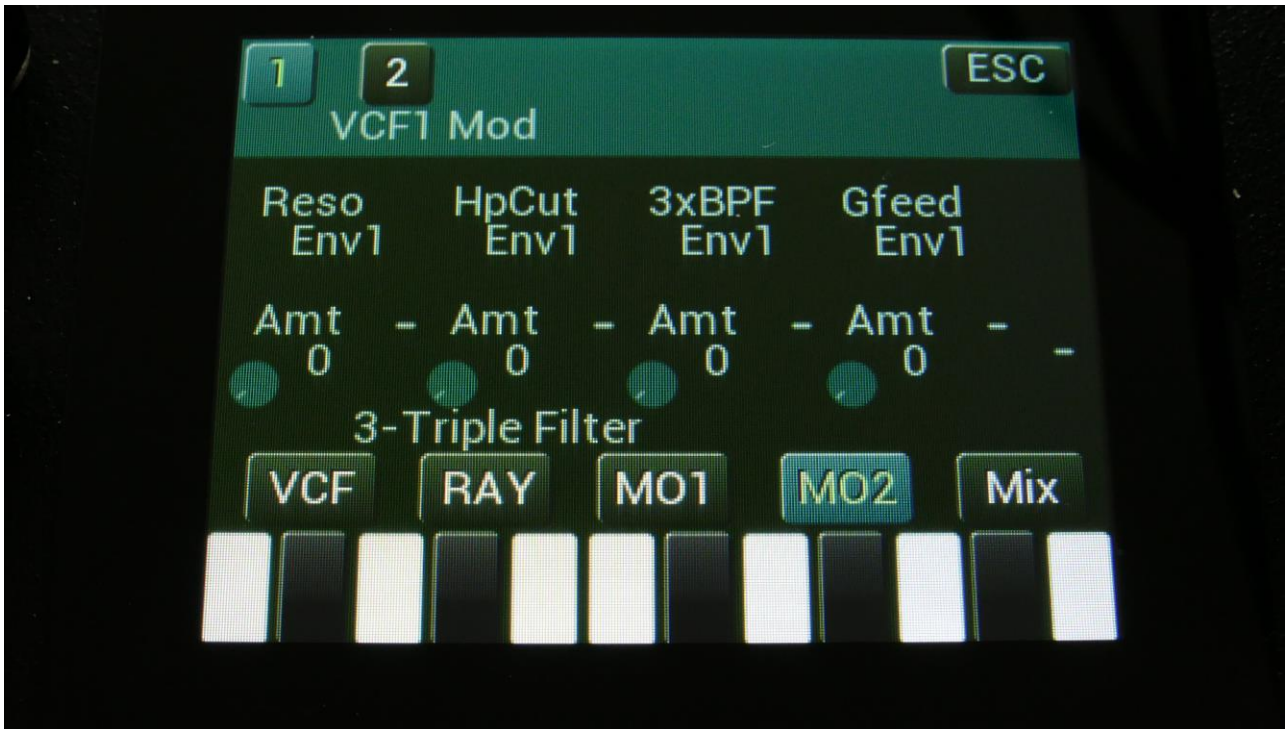 1 2 ESC
VCF1 Mod
Reso HpCut 3xBPF Gfeed
Env1 Env1 Env1 Env1
Amt - Amt - Amt - Amt -
0 0 0 0 -
3-Triple Filter
VCF RAY MO1 MO2 Mix